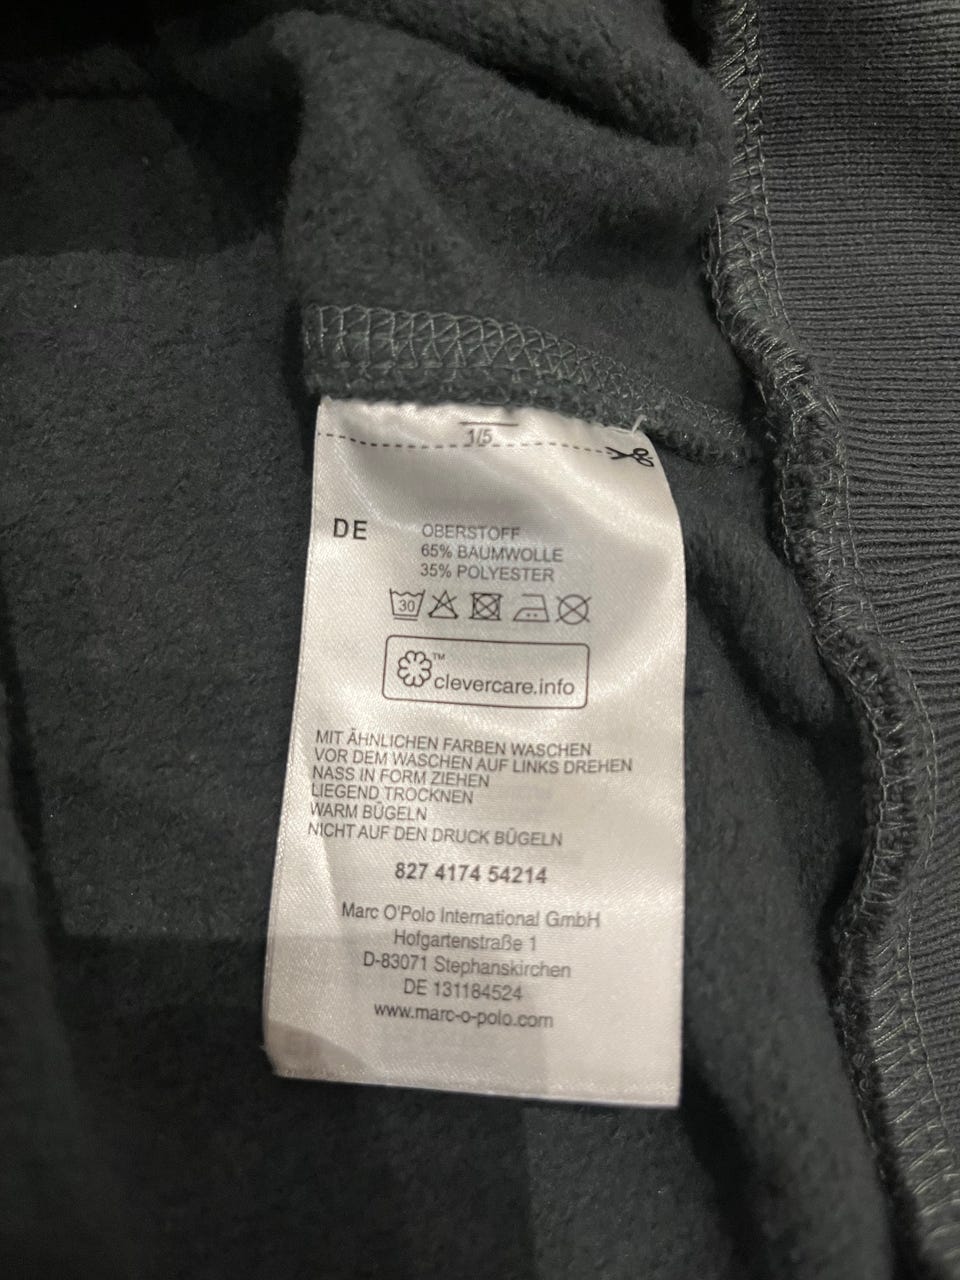 1/5
DE
OBERSTOFF
65% BAUMWOLLE
35% POLYESTER
30
™
clevercare.info
MIT ÄHNLICHEN FARBEN WASCHEN
VOR DEM WASCHEN AUF LINKS DREHEN
NASS IN FORM ZIEHEN
LIEGEND TROCKNEN
WARM BÜGELN
NICHT AUF DEN DRUCK BÜGELN
827 4174 54214
Marc O'Polo International GmbH
Hofgartenstraße 1
D-83071 Stephanskirchen
DE 131184524
www.marc-o-polo.com